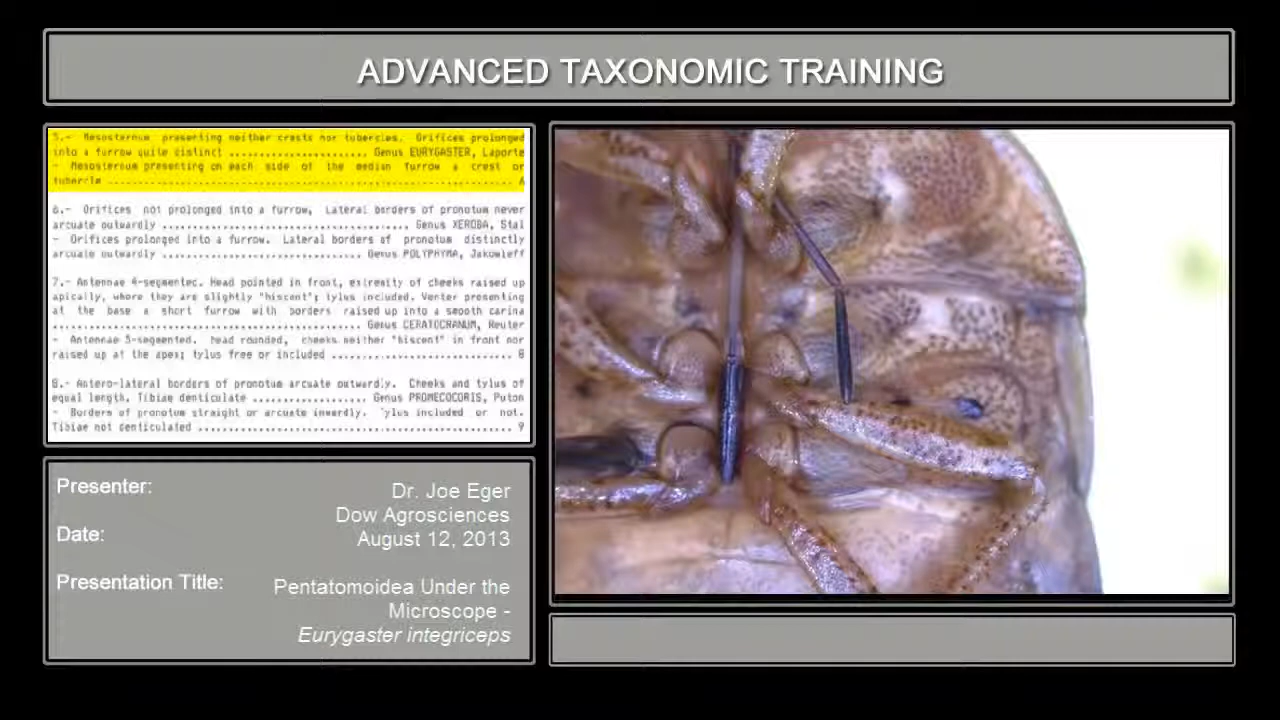 ADVANCED TAXONOMIC TRAINING
5.- Mesosternum presenting neither crests nor tubercles. Orifices prolonged
into a furrow quite distinct ..................... Genus EURYGASTER, Laporte
- Mesosternum presenting on each side of the median furrow a crest or
tubercle ................................................................ 6
6.- Orifices not prolonged into a furrow, Lateral borders of pronotum never
arcuate outwardly ...................................... Genus XEROBA, Stal
- Orifices prolonged into a furrow. Lateral borders of pronotum distinctly
arcuate outwardly .............................. Genus POLYPHYMA, Jakowleff
7.- Antennae 4-segmentec. Head pointed in front, extremity of cheeks raised up
apically, where they are slightly "hiscent"; tylus included. Venter presenting
at the base a short furrow with borders raised up into a smooth carina
................................................ Genus CERATOCRANUM, Reuter
- Antennae 5-segmented. head rounded, cheeks neither "hiscent" in front nor
raised up at the apex; tylus free or included ............................. 8
8.- Antero-lateral borders of pronotum arcuate outwardly. Cheeks and tylus of
equal length. Tibiae denticulate ..................... Genus PROMECOCORIS, Puton
- Borders of pronotum straight or arcuate inwerdly. Tylus included or not.
Tibiae not denticulated ................................................. 9
Presenter: Dr. Joe Eger
Dow Agrosciences
Date: August 12, 2013
Presentation Title: Pentatomoidea Under the
Microscope -
Eurygaster integriceps